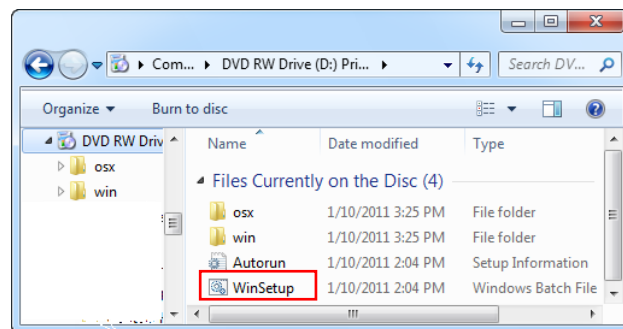 Com... DVD RW Drive (D:) Pri... Search DV...
Organize Burn to disc
DVD RW Driv Name Date modified Type
osx
win
Files Currently on the Disc (4)
osx 1/10/2011 3:25 PM File folder
win 1/10/2011 3:25 PM File folder
Autorun 1/10/2011 2:04 PM Setup Information
WinSetup 1/10/2011 2:04 PM Windows Batch File